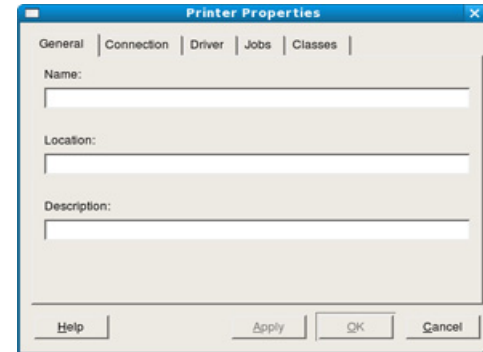 Printer Properties
General Connection Driver Jobs Classes
Name:
Location:
Description:
Help Apply OK Cancel